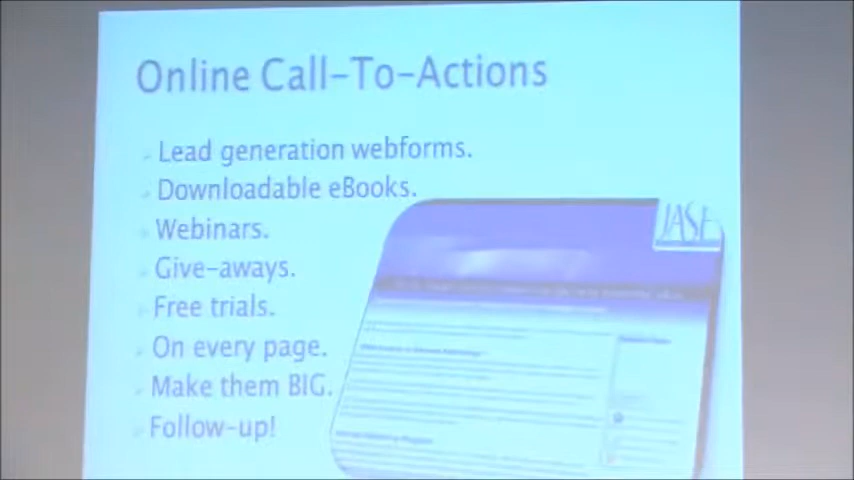 Online Call-To-Actions
Lead generation webforms.
Downloadable eBooks.
Webinars.
Give-aways.
Free trials.
On every page.
Make them BIG.
Follow-up!
JASE